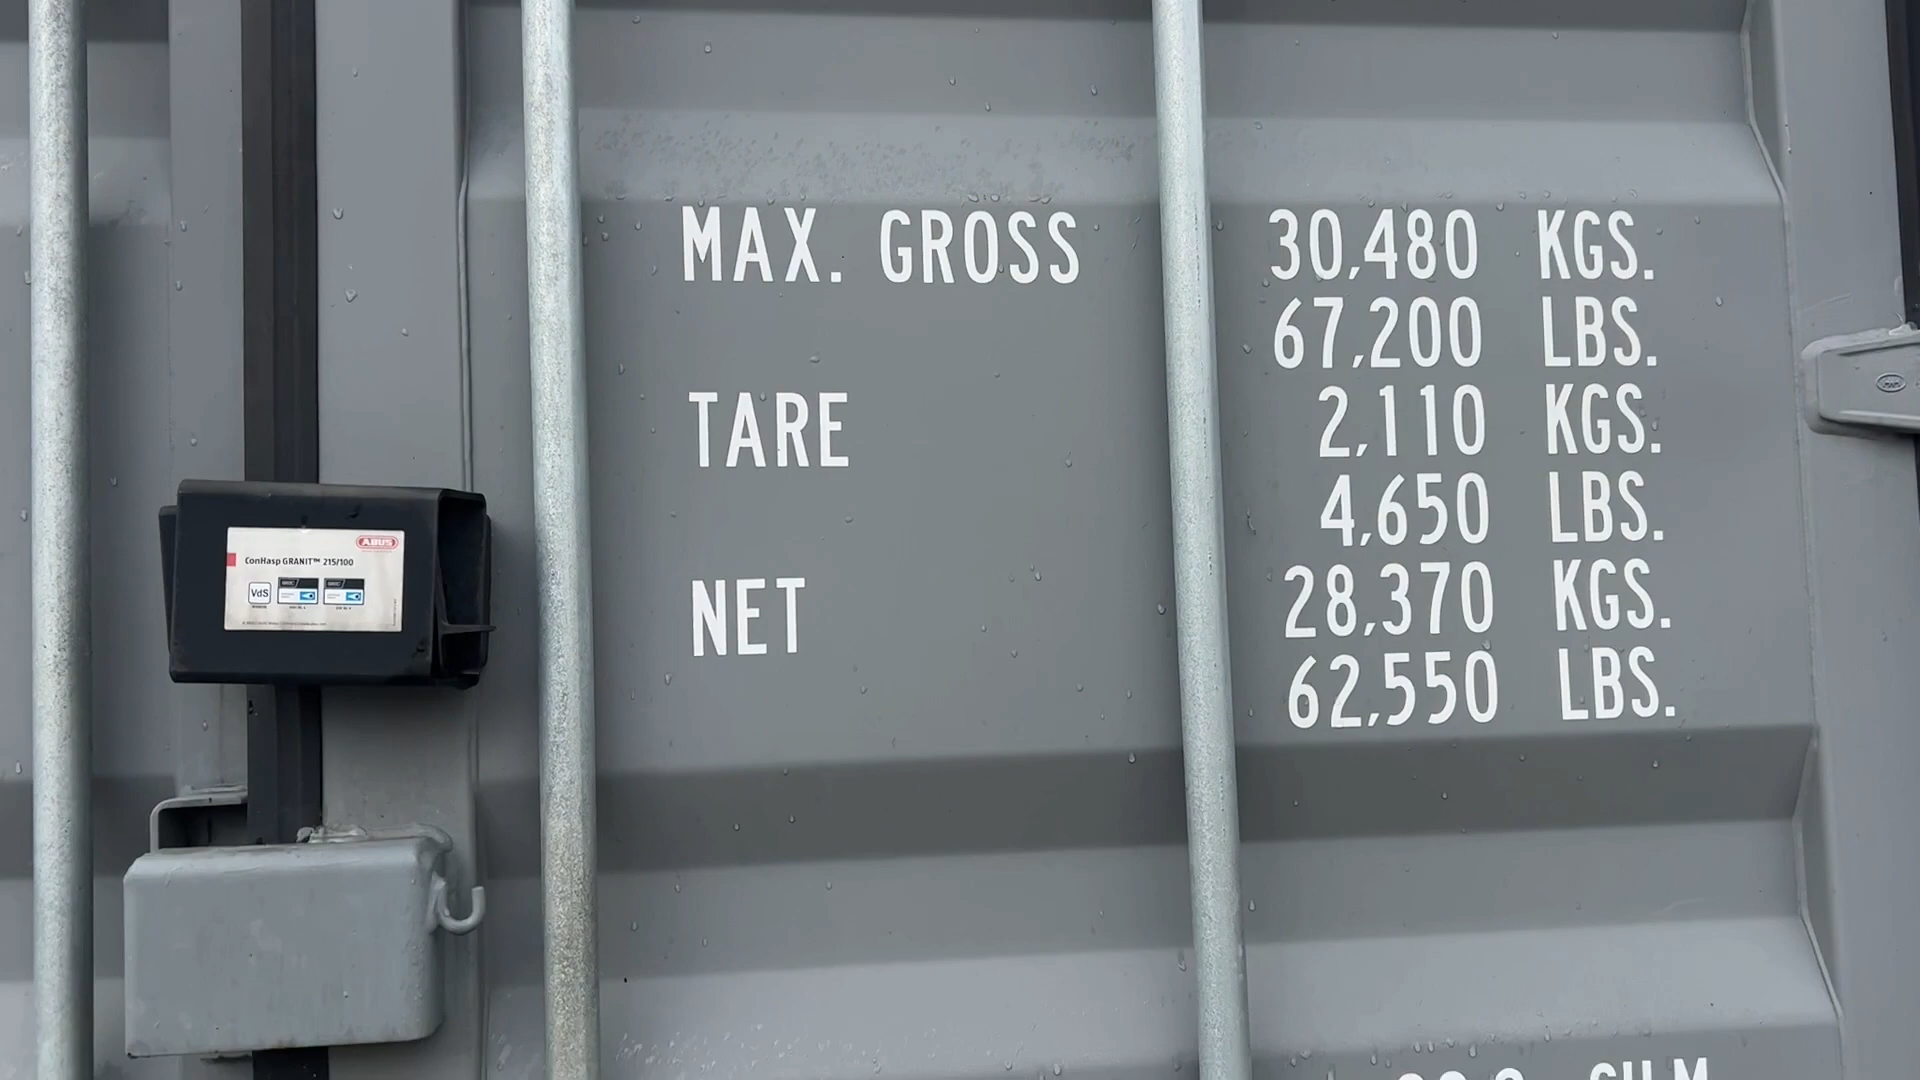 MAX. GROSS 30,480 KGS.
67,200 LBS.
TARE 2,110 KGS.
4,650 LBS.
NET 28,370 KGS.
62,550 LBS.
CU.M
ABUS
ConHasp GRANIT™ 215/100
VdS